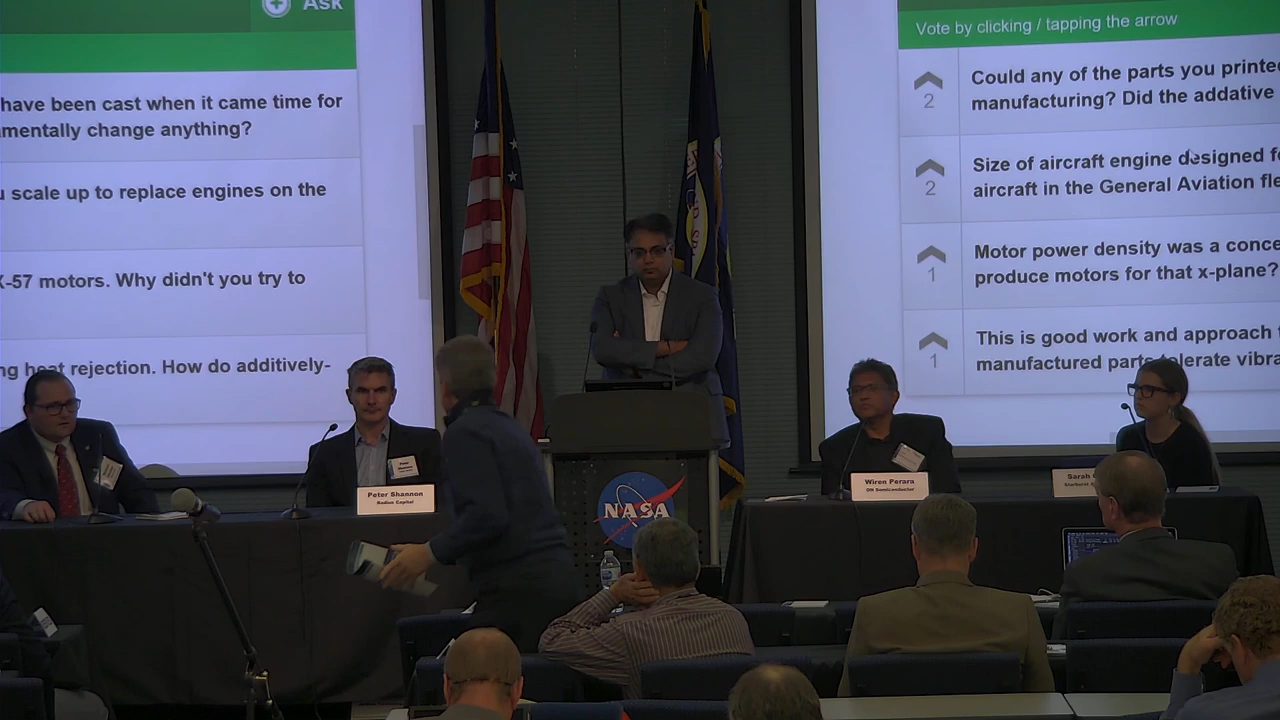 Ask
have been cast when it came time for
mentally change anything?
u scale up to replace engines on the
X-57 motors. Why didn't you try to
ng heat rejection. How do additively-
Vote by clicking / tapping the arrow
2
Could any of the parts you printed
manufacturing? Did the addative
2
Size of aircraft engine designed f
aircraft in the General Aviation fle
1
Motor power density was a conce
produce motors for that x-plane?
1
This is good work and approach
manufactured parts tolerate vibra
Peter Shannon
Radius Capital
NASA
Wiren Perara
ON Semiconductor
Sarah